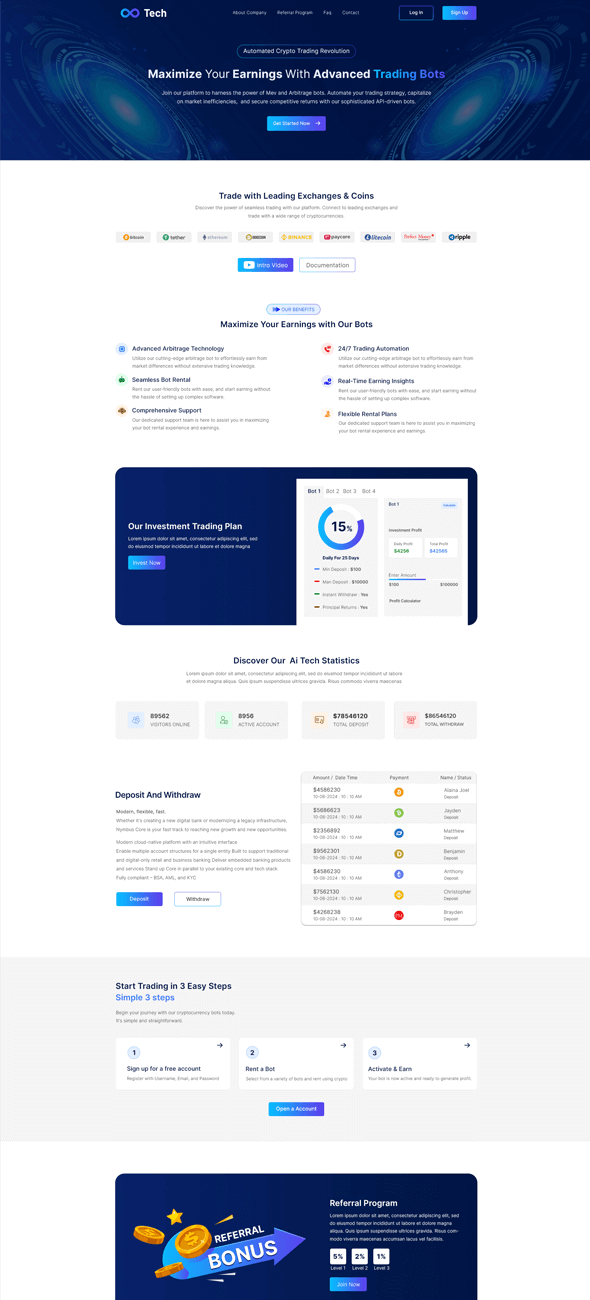 Tech
About Company Referral Program Faq Contact
Log In
Sign Up
Automated Crypto Trading Revolution
Maximize Your Earnings With Advanced Trading Bots
Join our platform to harness the power of Mev and Arbitrage bots. Automate your trading strategy, capitalize
on market inefficiencies, and secure competitive returns with our sophisticated API-driven bots.
Get Started Now
Trade with Leading Exchanges & Coins
Discover the power of seamless trading with our platform. Connect to leading exchanges and
trade with a wide range of cryptocurrencies.
bitcoin tether ethereum DOGECOIN BINANCE paycore litecoin Perfect Money ripple
Intro Video Documentation
OUR BENEFITS
Maximize Your Earnings with Our Bots
Advanced Arbitrage Technology
Utilize our cutting-edge arbitrage bot to effortlessly earn from
market differences without extensive trading knowledge.
Seamless Bot Rental
Rent our user-friendly bots with ease, and start earning without
the hassle of setting up complex software.
Comprehensive Support
Our dedicated support team is here to assist you in maximizing
your bot rental experience and earnings.
24/7 Trading Automation
Utilize our cutting-edge arbitrage bot to effortlessly earn from
market differences without extensive trading knowledge.
Real-Time Earning Insights
Rent our user-friendly bots with ease, and start earning without
the hassle of setting up complex software.
Flexible Rental Plans
Our dedicated support team is here to assist you in maximizing
your bot rental experience and earnings.
Our Investment Trading Plan
Lorem ipsum dolor sit amet, consectetur adipiscing elit, sed
do eiusmod tempor incididunt ut labore et dolore magna
Invest Now
Bot 1 Bot 2 Bot 3 Bot 4
15%
Daily For 25 Days
Min Deposit : $100
Max Deposit : $10000
Instant Withdraw : Yes
Principal Returns : Yes
Bot 1
Investment Profit
Daily Profit
$4256
Total Profit
$42565
Enter Amount
$100 $100000
Profit Calculator
Discover Our Ai Tech Statistics
Lorem ipsum dolor sit amet, consectetur adipiscing elit, sed do eiusmod tempor incididunt ut labore
et dolore magna aliqua. Quis ipsum suspendisse ultrices gravida. Risus commodo viverra maecenas
89562
VISITORS ONLINE
8956
ACTIVE ACCOUNT
$78546120
TOTAL DEPOSIT
$86546120
TOTAL WITHDRAW
Deposit And Withdraw
Modern, flexible, fast.
Whether it's creating a new digital bank or modernizing a legacy infrastructure,
Nymbus Core is your fast track to reaching new growth and new opportunities
Modern cloud-native platform with an intuitive interface
Enable multiple account structures for a single entity Built to support traditional
and digital-only retail and business banking Deliver embedded banking products
and services Stand up Core in parallel to your existing core and tech stack
Fully compliant – BSA, AML, and KYC
Deposit Withdraw
Amount / Date Time Payment Name / Status
$4586230
10-08-2024 : 10 : 10 AM
Alaina Joel
Deposit
$5686623
10-08-2024 : 10 : 10 AM
Jayden
Deposit
$2356892
10-08-2024 : 10 : 10 AM
Matthew
Deposit
$9562301
10-08-2024 : 10 : 10 AM
Benjamin
Deposit
$4586230
10-08-2024 : 10 : 10 AM
Anthony
Deposit
$7562130
10-08-2024 : 10 : 10 AM
Christopher
Deposit
$4268238
10-08-2024 : 10 : 10 AM
Brayden
Deposit
Start Trading in 3 Easy Steps
Simple 3 steps
Begin your journey with our cryptocurrency bots today.
It's simple and straightforward:
1
Sign up for a free account
Register with Username, Email, and Password
2
Rent a Bot
Select from a variety of bots and rent using crypto
3
Activate & Earn
Your bot is now active and ready to generate profit.
Open a Account
REFERRAL
BONUS
Referral Program
Lorem ipsum dolor sit amet, consectetur adipiscing elit, sed do
eiusmod tempor incididunt ut labore et dolore magna
aliqua. Quis ipsum suspendisse ultrices gravida. Risus com-
modo viverra maecenas accumsan lacus vel facilisis.
5% 2% 1%
Level 1 Level 2 Level 3
Join Now